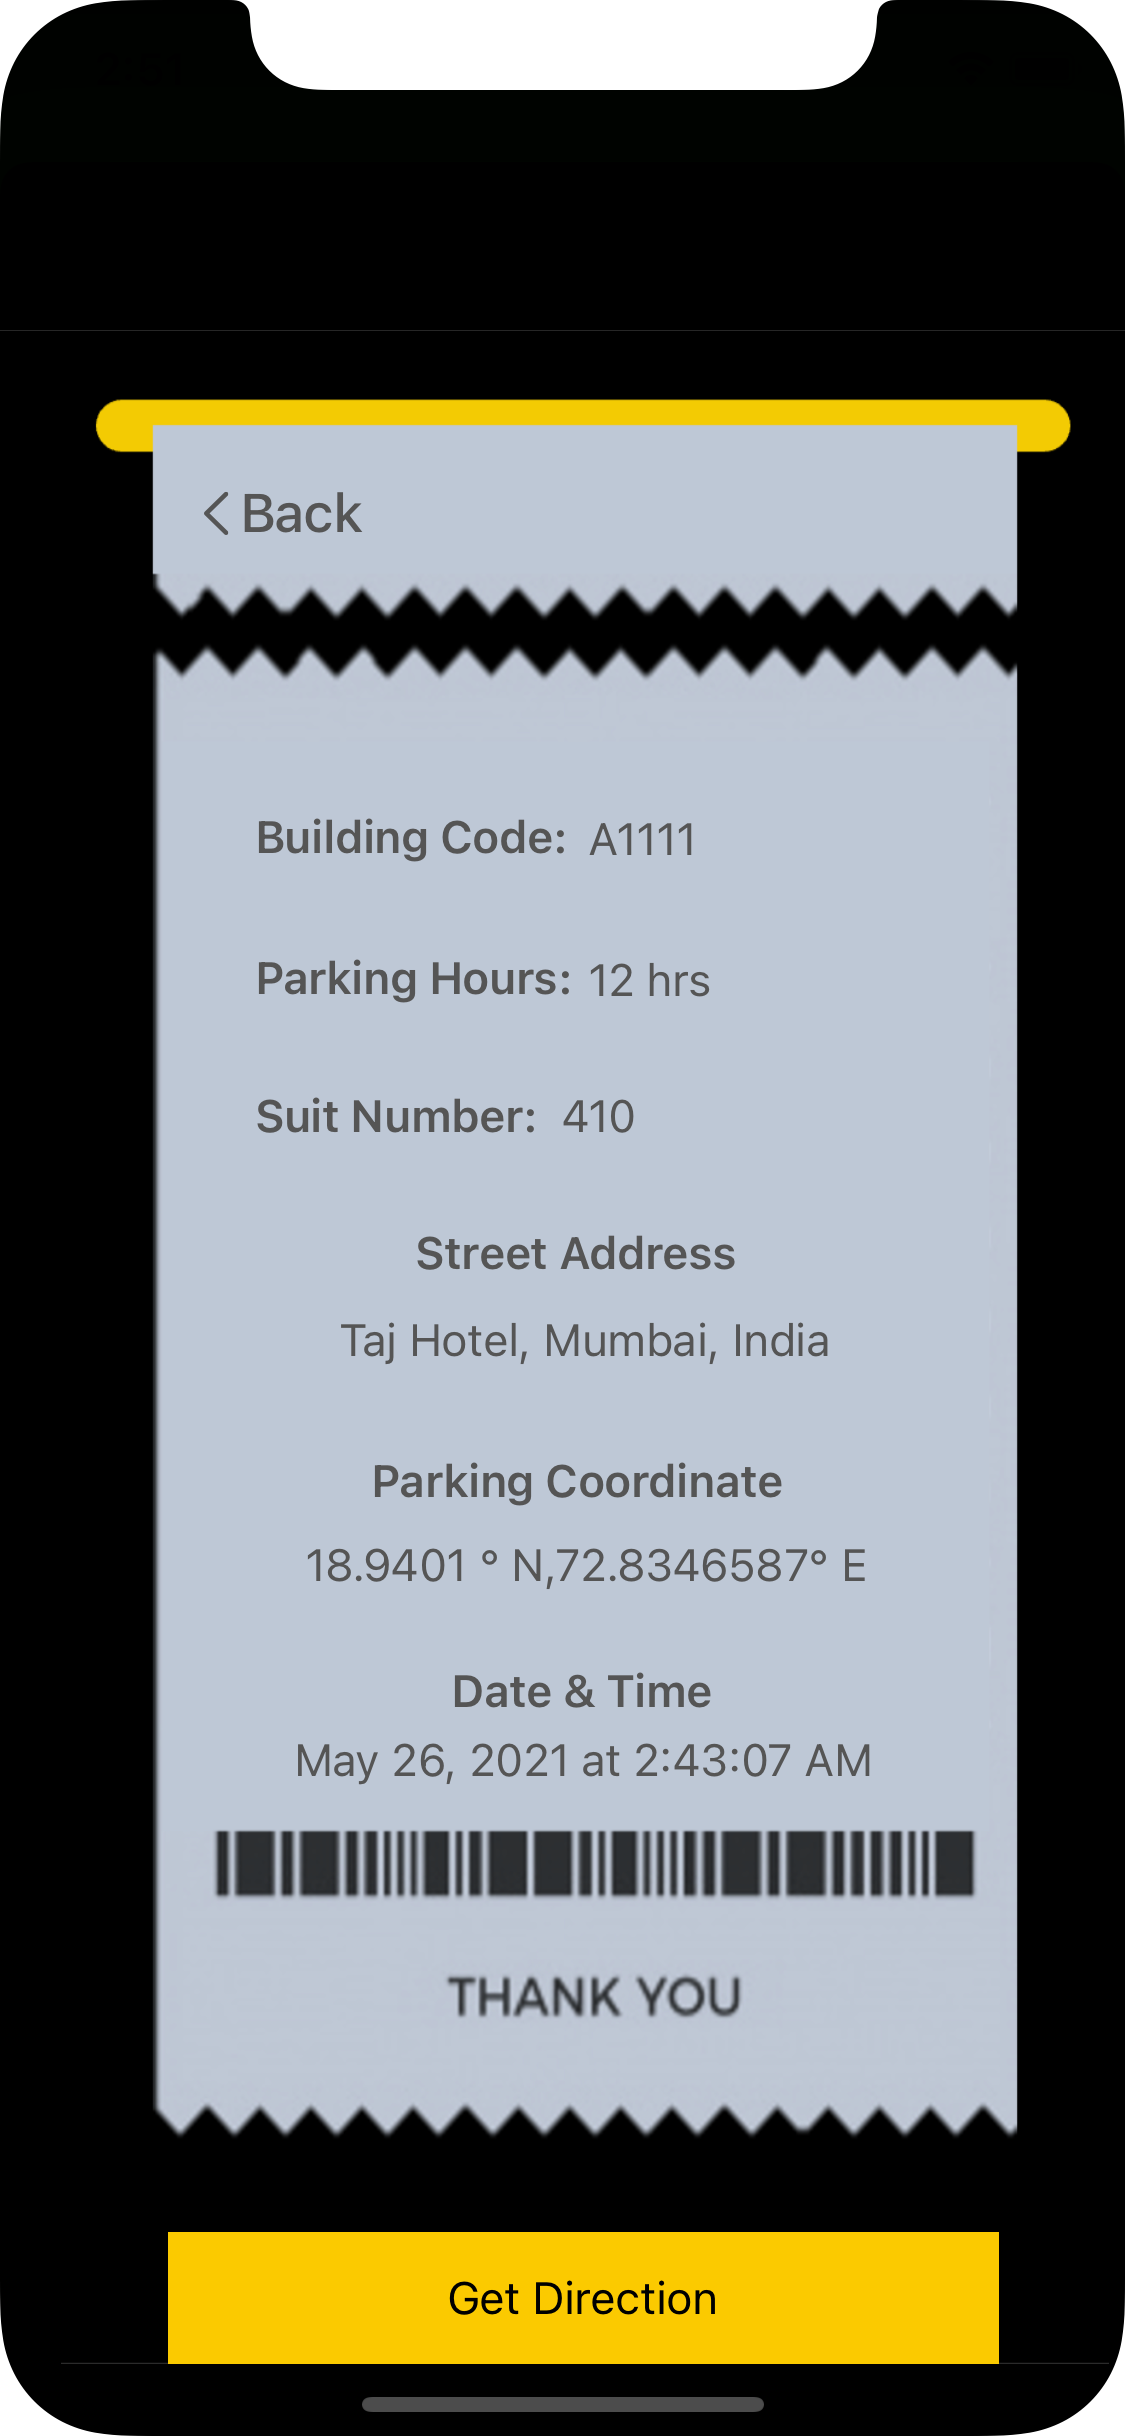 Back
Building Code: A1111
Parking Hours: 12 hrs
Suit Number: 410
Street Address
Taj Hotel, Mumbai, India
Parking Coordinate
18.9401 ° N,72.8346587° E
Date & Time
May 26, 2021 at 2:43:07 AM
THANK YOU
Get Direction